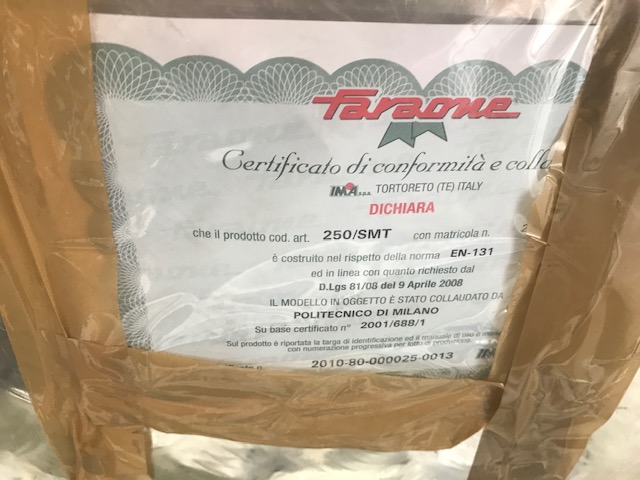 Faraone
Certificato di conformità e
IMA s.p.a. TORTORETO (TE) ITALY
DICHIARA
che il prodotto cod. art. 250/SMT con matricola n.
è costruito nel rispetto della norma EN-131
ed in linea con quanto richiesto dal
D.Lgs 81/08 del 9 Aprile 2008
IL MODELLO IN OGGETTO È STATO COLLAUDATO DA
POLITECNICO DI MILANO
Su base certificato n° 2001/688/1
Sul prodotto è riportata la targa di identificazione ed il manuale di uso e
con numerazione progressiva per lotto di produzione.
n. 2010-80-000025-0013 IMA